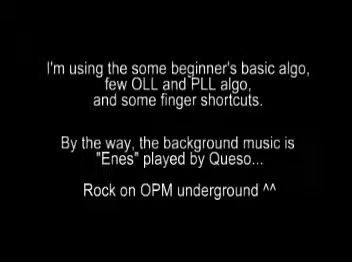 I'm using the some beginner's basic algo,
few OLL and PLL algo,
and some finger shortcuts.
By the way, the background music is
"Enes" played by Queso...
Rock on OPM underground ^^